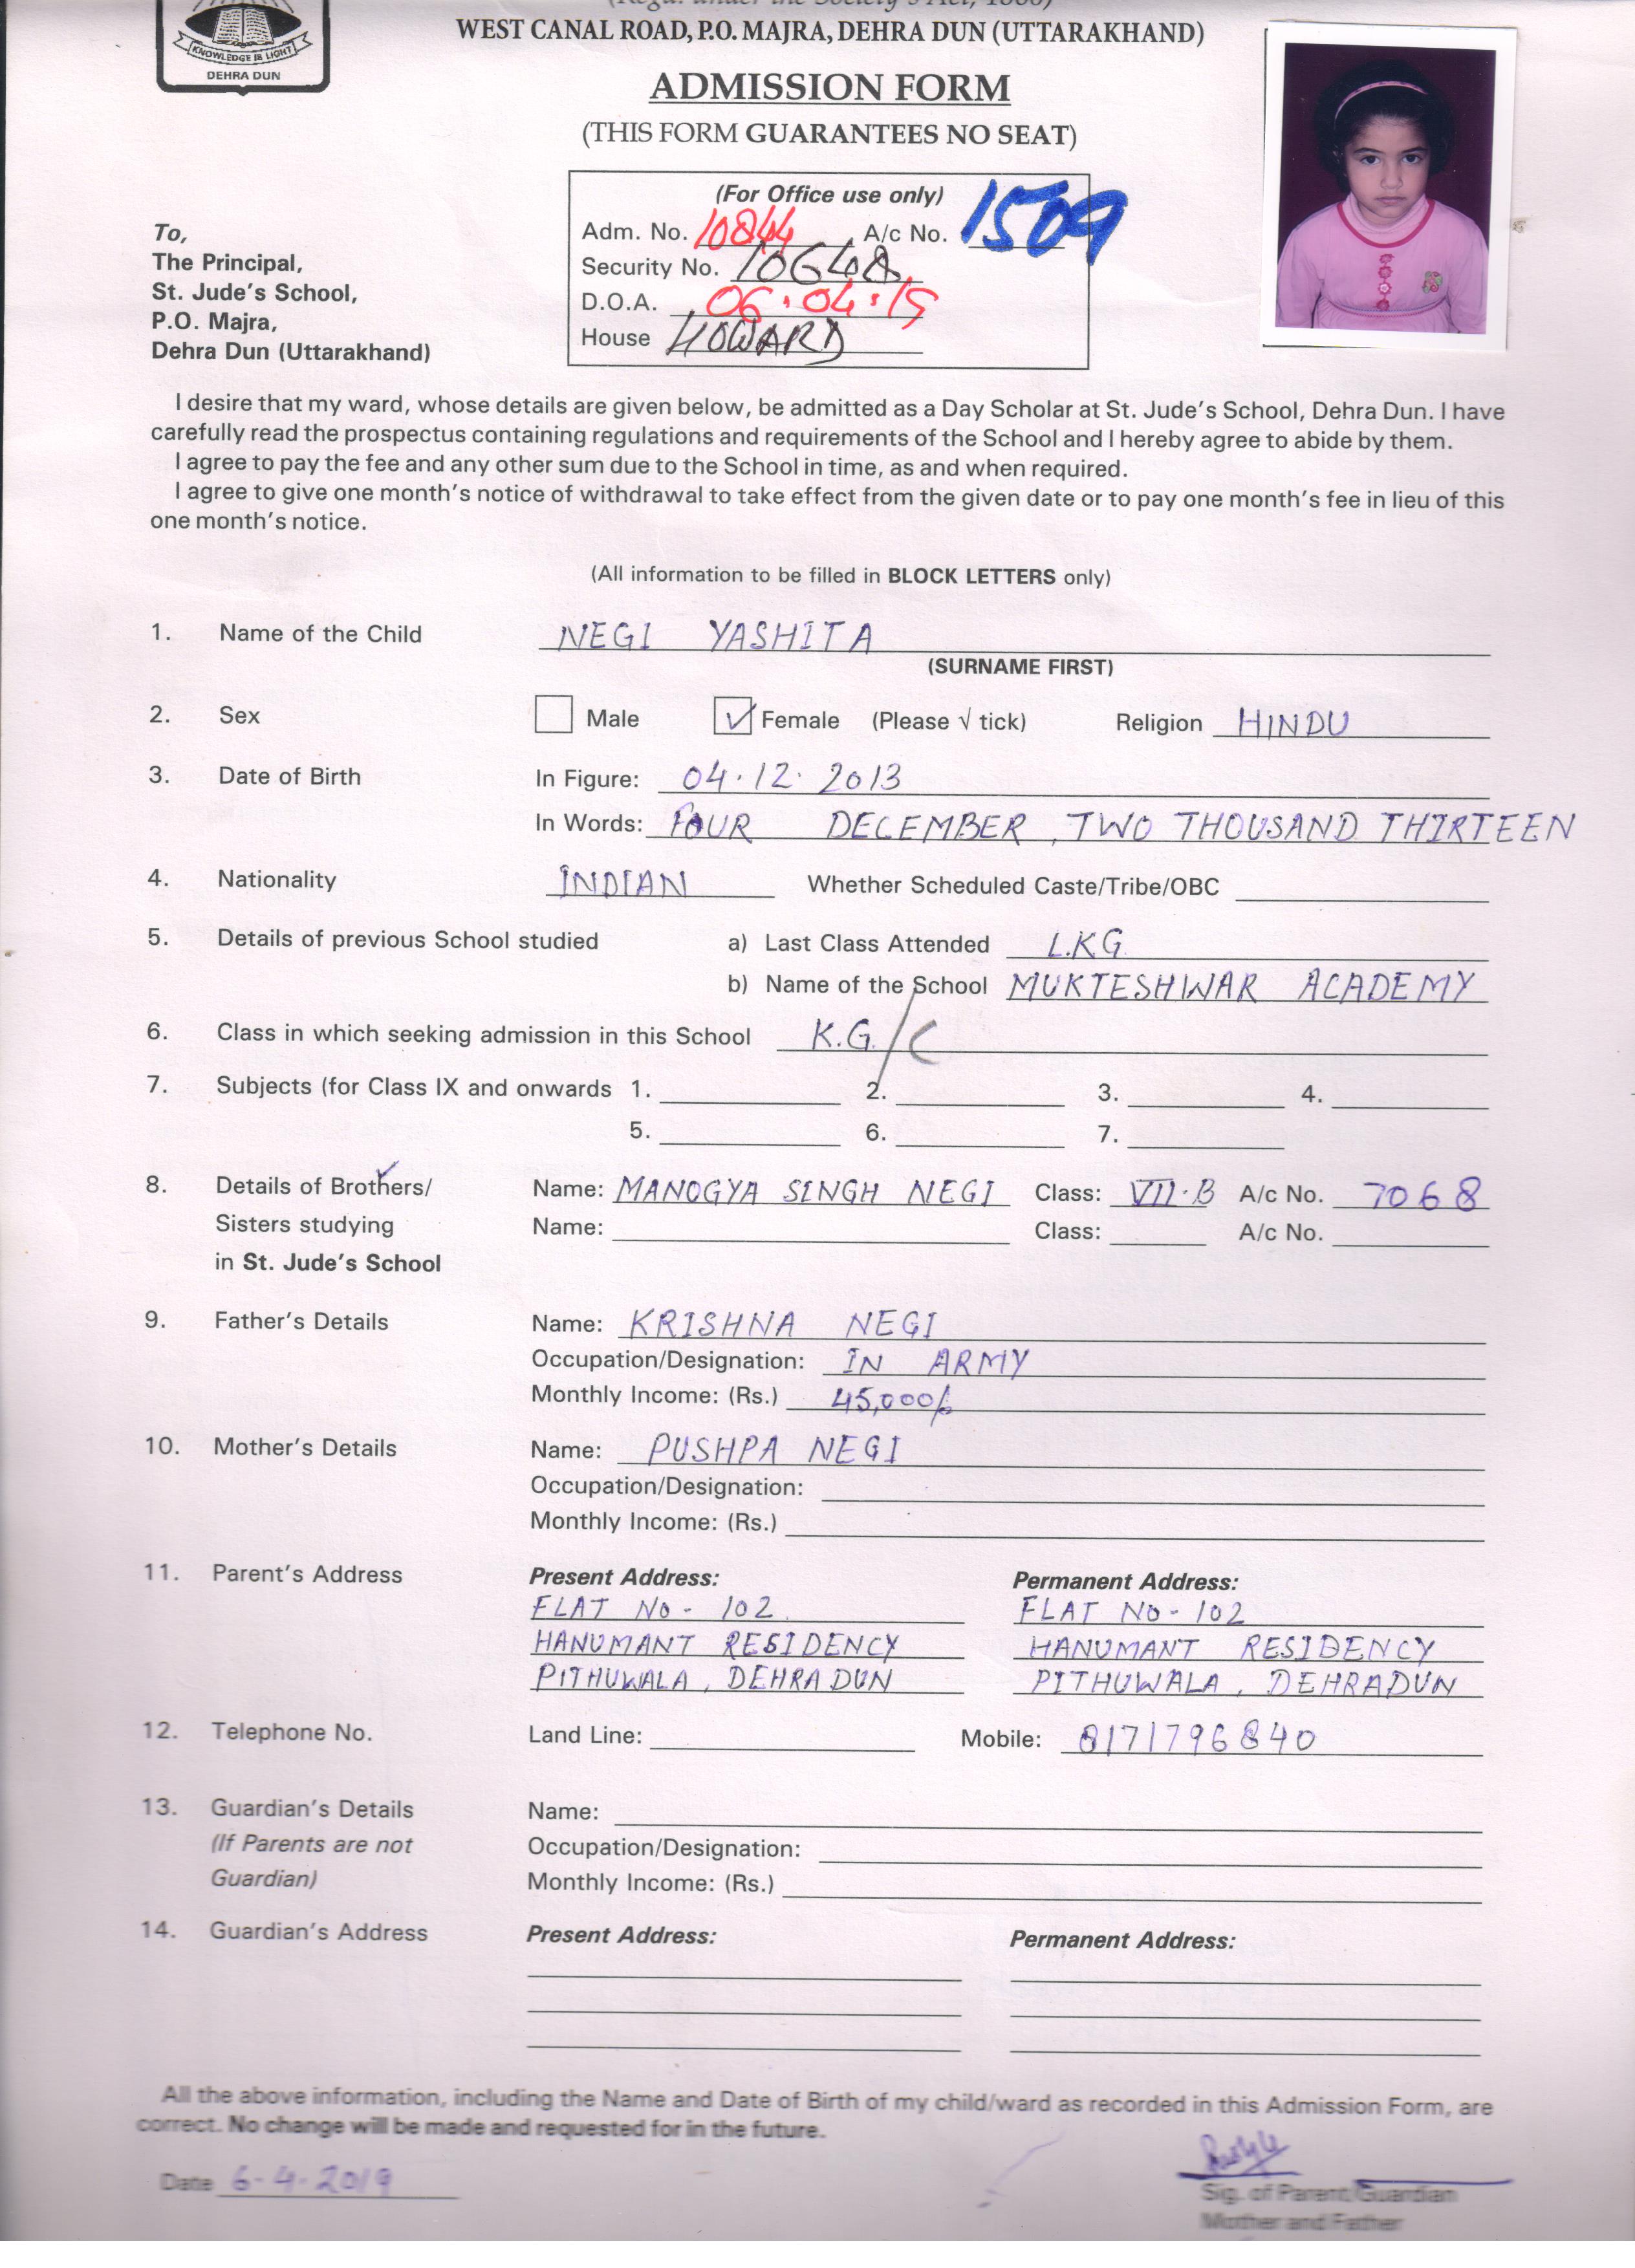 KNOWLEDGE IS LIGHT
DEHRA DUN
(Regd. under the Society's Act, 1860)
WEST CANAL ROAD, P.O. MAJRA, DEHRA DUN (UTTARAKHAND)
ADMISSION FORM
(THIS FORM GUARANTEES NO SEAT)
(For Office use only)
Adm. No. 10844 A/c No. 1509
Security No. 10648
D.O.A. 06.04.19
House HOWARD
To,
The Principal,
St. Jude's School,
P.O. Majra,
Dehra Dun (Uttarakhand)
I desire that my ward, whose details are given below, be admitted as a Day Scholar at St. Jude's School, Dehra Dun. I have
carefully read the prospectus containing regulations and requirements of the School and I hereby agree to abide by them.
I agree to pay the fee and any other sum due to the School in time, as and when required.
I agree to give one month's notice of withdrawal to take effect from the given date or to pay one month's fee in lieu of this
one month's notice.
(All information to be filled in BLOCK LETTERS only)
1. Name of the Child NEGI YASHITA
(SURNAME FIRST)
2. Sex Male ✓ Female (Please √ tick) Religion HINDU
3. Date of Birth In Figure: 04.12.2013
In Words: FOUR DECEMBER, TWO THOUSAND THIRTEEN
4. Nationality INDIAN Whether Scheduled Caste/Tribe/OBC
5. Details of previous School studied a) Last Class Attended L.KG
b) Name of the School MUKTESHWAR ACADEMY
6. Class in which seeking admission in this School K.G./C
7. Subjects (for Class IX and onwards 1. 2. 3. 4.
5. 6. 7.
8. Details of Brothers/ Name: MANOGYA SINGH NEGI Class: VII.B A/c No. 7068
Sisters studying Name: Class: A/c No.
in St. Jude's School
9. Father's Details Name: KRISHNA NEGI
Occupation/Designation: IN ARMY
Monthly Income: (Rs.) 45,000/-
10. Mother's Details Name: PUSHPA NEGI
Occupation/Designation:
Monthly Income: (Rs.)
11. Parent's Address Present Address: Permanent Address:
FLAT NO - 102 FLAT NO - 102
HANUMANT RESIDENCY HANUMANT RESIDENCY
PITHUWALA, DEHRADUN PITHUWALA, DEHRADUN
12. Telephone No. Land Line: Mobile: 8171796840
13. Guardian's Details Name:
(If Parents are not Occupation/Designation:
Guardian) Monthly Income: (Rs.)
14. Guardian's Address Present Address: Permanent Address:
All the above information, including the Name and Date of Birth of my child/ward as recorded in this Admission Form, are
correct. No change will be made and requested for in the future.
Date 6-4-2019
Sig. of Parent/Guardian
Mother and Father